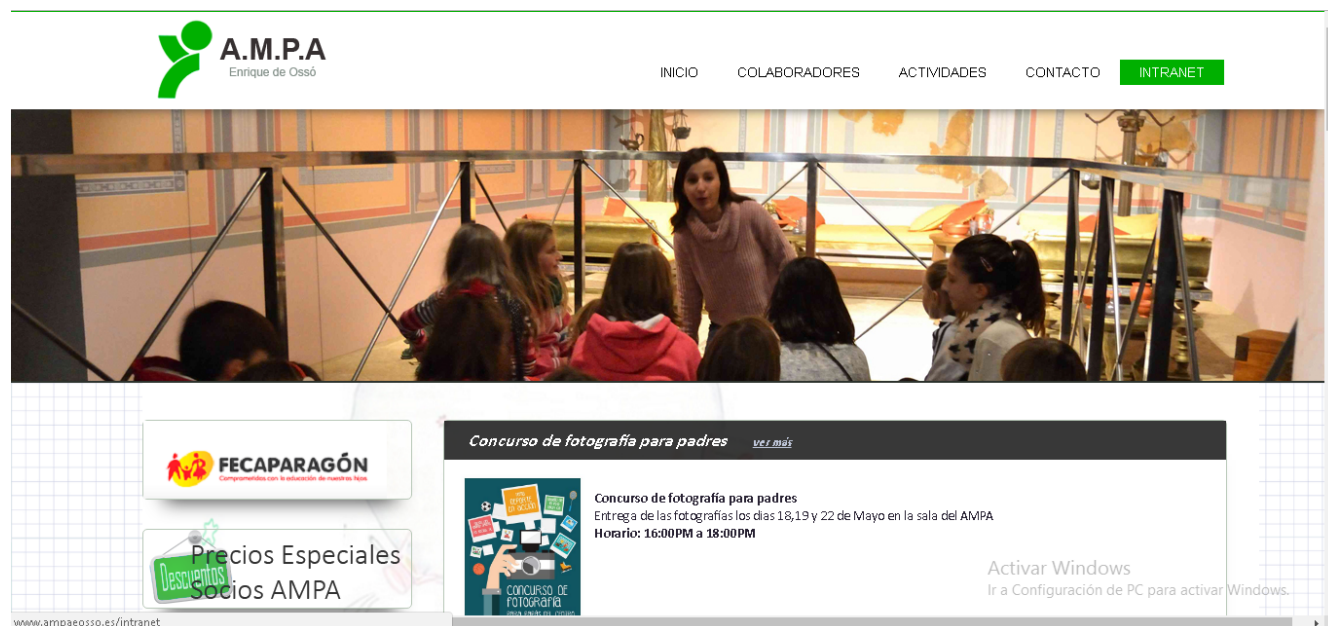 A.M.P.A
Enrique de Ossó
INICIO COLABORADORES ACTIVIDADES CONTACTO INTRANET
FECAPARAGÓN
Comprometidos con la educación de nuestros hijos
Descuentos
Precios Especiales
Socios AMPA
Concurso de fotografía para padres ver más
CONCURSO DE
FOTOGRAFÍA
Concurso de fotografía para padres
Entrega de las fotografías los dias 18,19 y 22 de Mayo en la sala del AMPA
Horario: 16:00PM a 18:00PM
Activar Windows
Ir a Configuración de PC para activar Windows.
www.ampaeosso.es/intranet